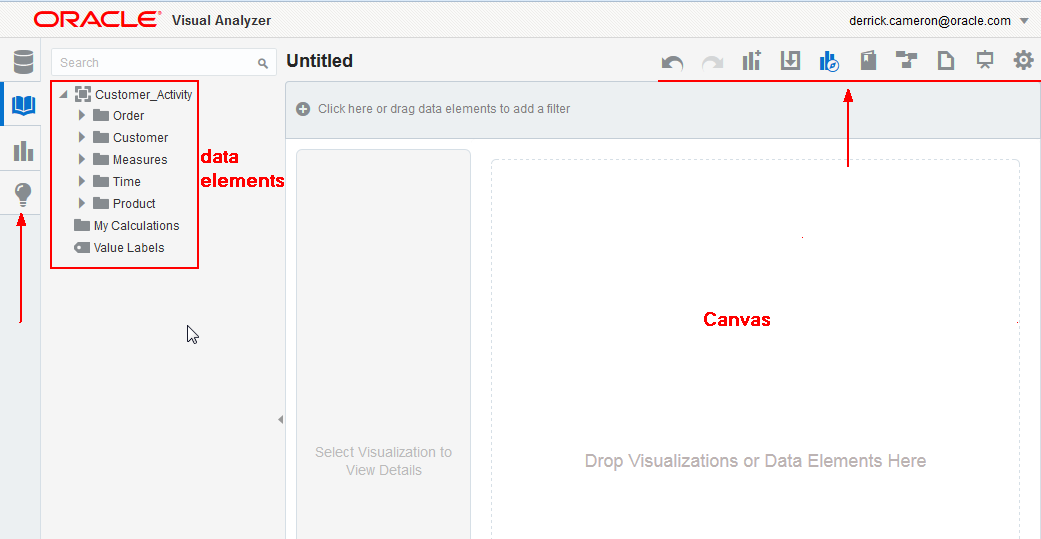 ORACLE® Visual Analyzer
derrick.cameron@oracle.com
Search
Untitled
Customer_Activity
Click here or drag data elements to add a filter
Order
Customer
Measures
data
elements
Time
Product
My Calculations
Value Labels
Canvas
Select Visualization to
View Details
Drop Visualizations or Data Elements Here